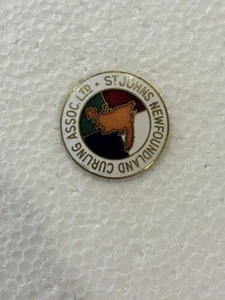 ST JOHNS NEWFOUNDLAND CURLING ASSOC. LTD.